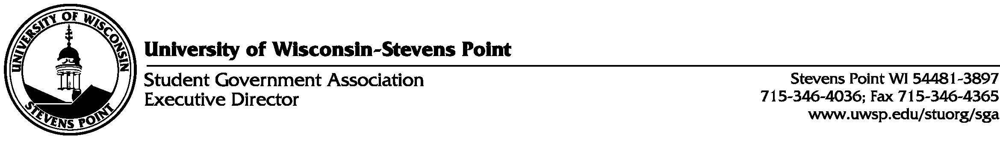 UNIVERSITY OF WISCONSIN
STEVENS POINT
University of Wisconsin-Stevens Point
Student Government Association
Executive Director
Stevens Point WI 54481-3897
715-346-4036; Fax 715-346-4365
www.uwsp.edu/stuorg/sga